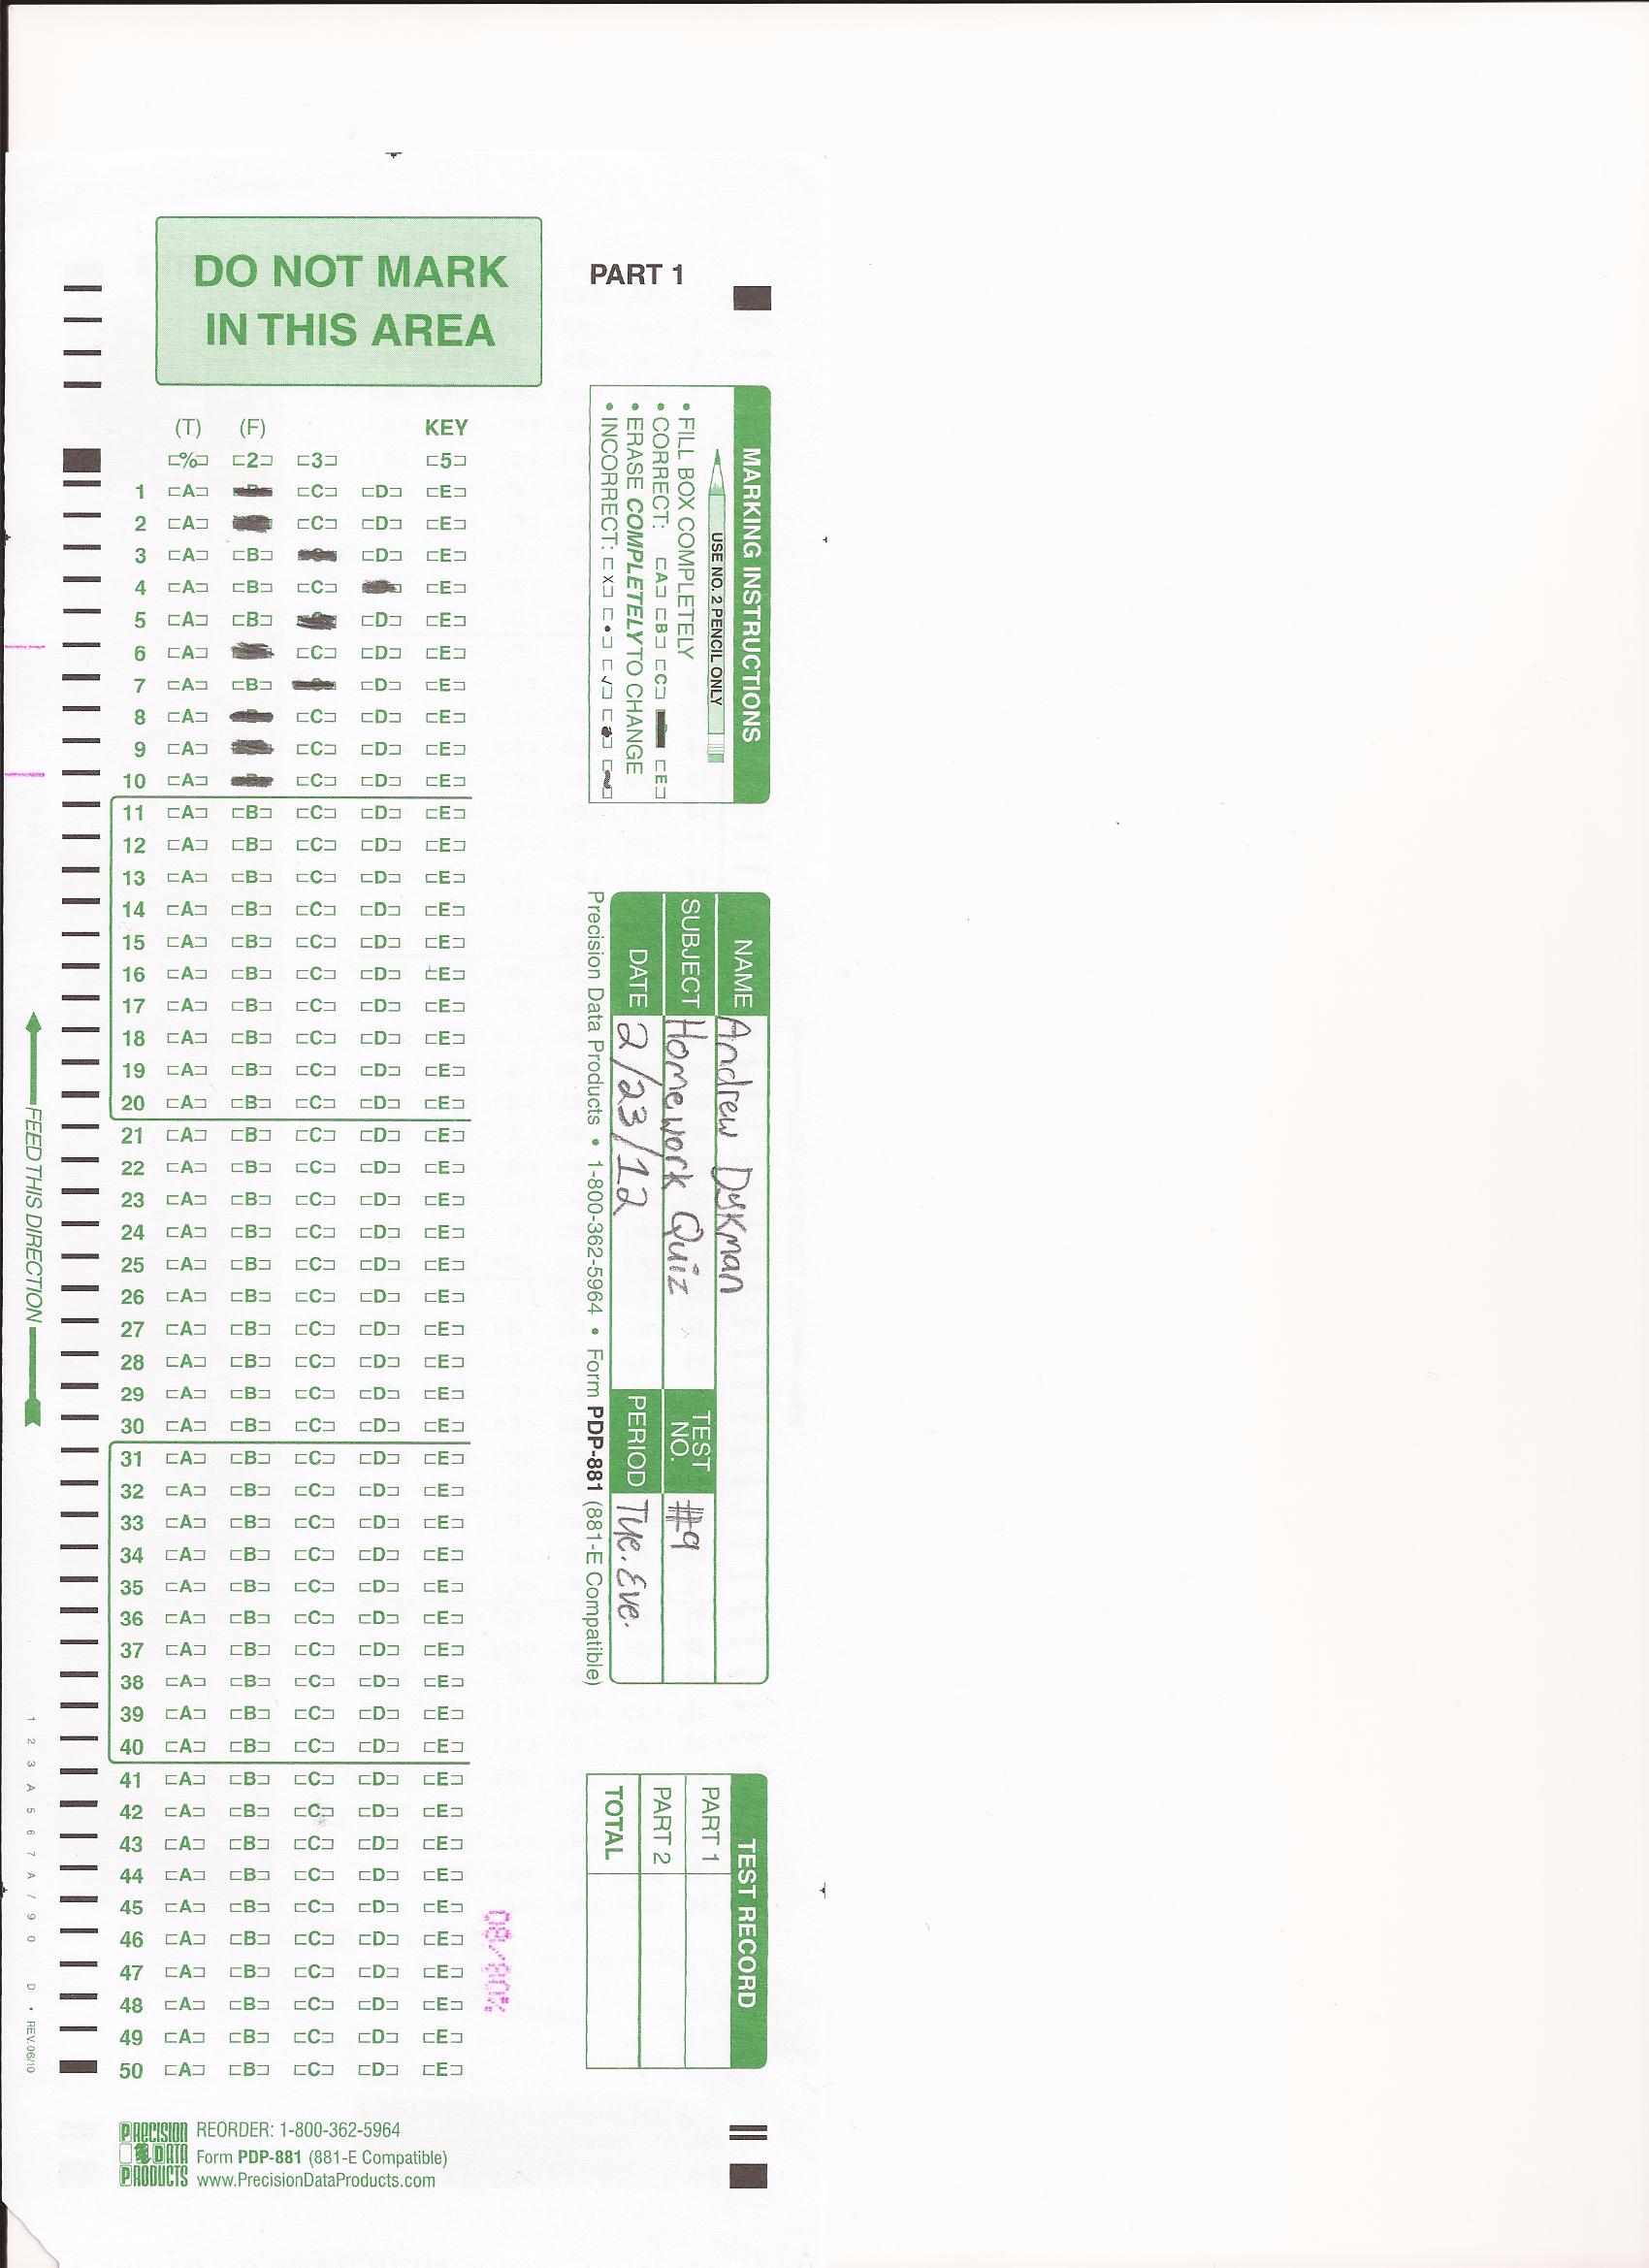 DO NOT MARK
IN THIS AREA
PART 1
(T) (F) KEY
% 2 3 5
1 A C D E
2 A C D E
3 A B D E
4 A B C E
5 A B D E
6 A C D E
7 A B D E
8 A C D E
9 A C D E
10 A C D E
11 A B C D E
12 A B C D E
13 A B C D E
14 A B C D E
15 A B C D E
16 A B C D E
17 A B C D E
18 A B C D E
19 A B C D E
20 A B C D E
21 A B C D E
22 A B C D E
23 A B C D E
24 A B C D E
25 A B C D E
26 A B C D E
27 A B C D E
28 A B C D E
29 A B C D E
30 A B C D E
31 A B C D E
32 A B C D E
33 A B C D E
34 A B C D E
35 A B C D E
36 A B C D E
37 A B C D E
38 A B C D E
39 A B C D E
40 A B C D E
41 A B C D E
42 A B C D E
43 A B C D E
44 A B C D E
45 A B C D E
46 A B C D E
47 A B C D E
48 A B C D E
49 A B C D E
50 A B C D E
MARKING INSTRUCTIONS
USE NO. 2 PENCIL ONLY
• FILL BOX COMPLETELY
• CORRECT: A B C E
• ERASE COMPLETELY TO CHANGE
• INCORRECT:
NAME Andrew Dykman
SUBJECT Homework Quiz TEST NO. #9
DATE 2/23/12 PERIOD Tue. Eve.
Precision Data Products • 1-800-362-5964 • Form PDP-881 (881-E Compatible)
TEST RECORD
PART 1
PART 2
TOTAL
FEED THIS DIRECTION
1 2 3 A 5 6 7 A / 9 0 D • REV.06/10
PRECISION DATA PRODUCTS
REORDER: 1-800-362-5964
Form PDP-881 (881-E Compatible)
www.PrecisionDataProducts.com